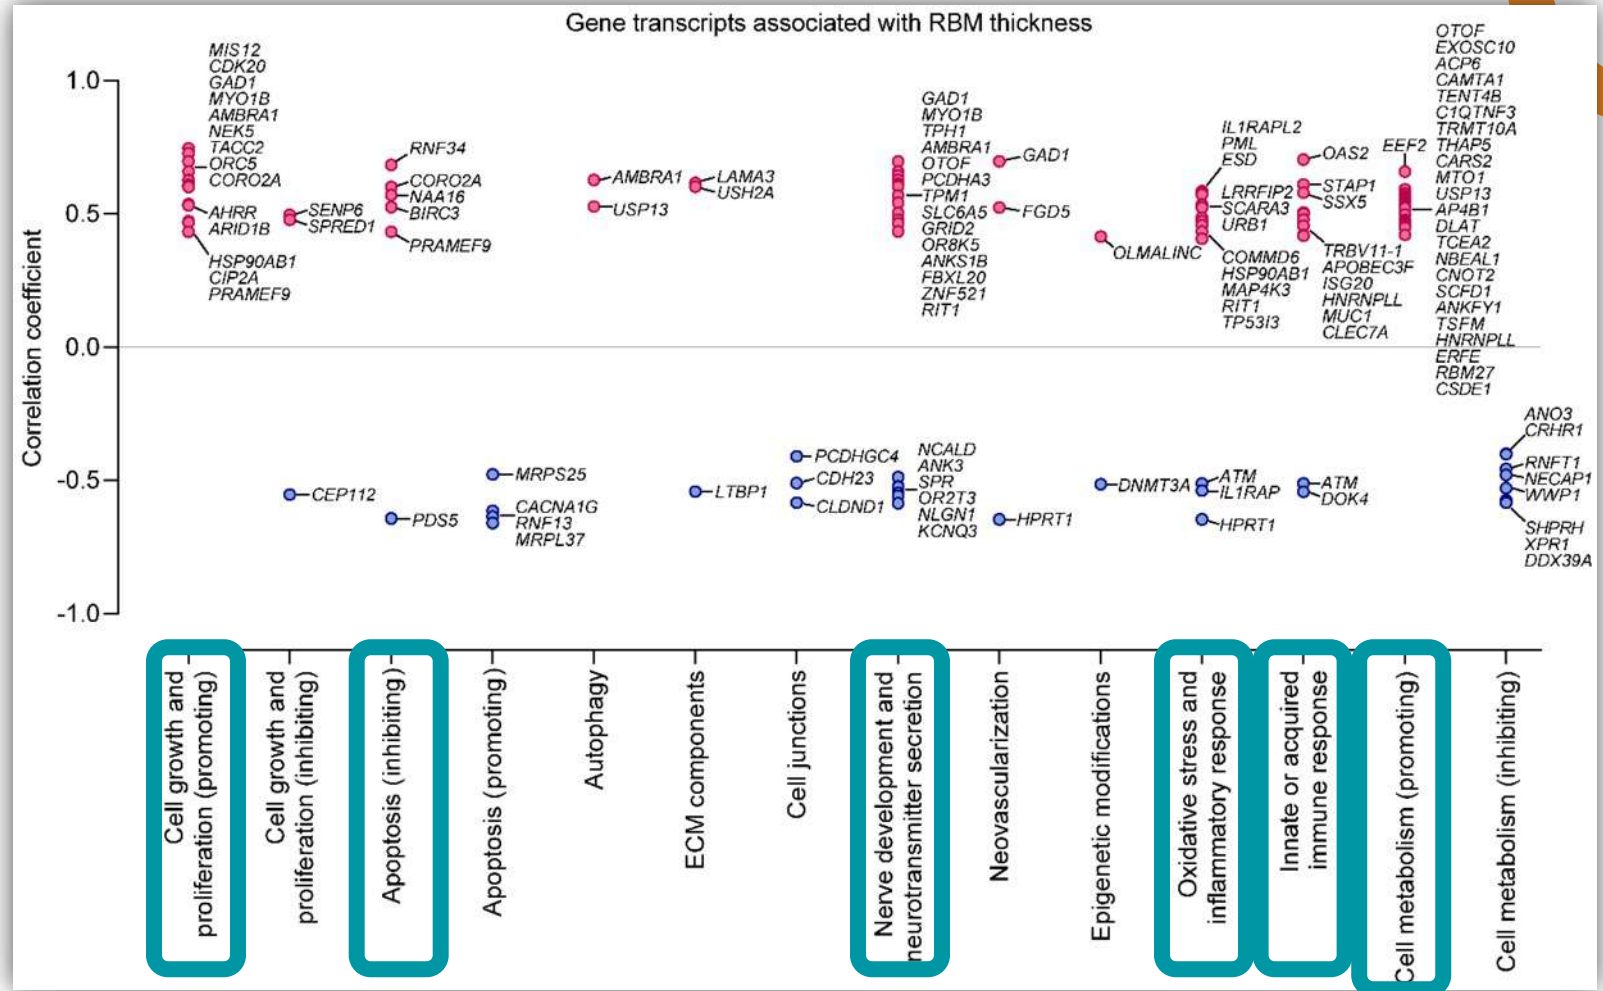 Gene transcripts associated with RBM thickness
Correlation coefficient
1.0
0.5
0.0
-0.5
-1.0
MIS12
CDK20
GAD1
MYO1B
AMBRA1
NEK5
TACC2
ORC5
CORO2A
AHRR
ARID1B
HSP90AB1
CIP2A
PRAMEF9
SENP6
SPRED1
CEP112
RNF34
CORO2A
NAA16
BIRC3
PRAMEF9
PDS5
MRPS25
CACNA1G
RNF13
MRPL37
AMBRA1
USP13
LAMA3
USH2A
LTBP1
PCDHGC4
CDH23
CLDND1
GAD1
MYO1B
TPH1
AMBRA1
OTOF
PCDHA3
TPM1
SLC6A5
GRID2
OR8K5
ANKS1B
FBXL20
ZNF521
RIT1
NCALD
ANK3
SPR
OR2T3
NLGN1
KCNQ3
GAD1
FGD5
HPRT1
OLMALINC
DNMT3A
IL1RAPL2
PML
ESD
LRRFIP2
SCARA3
URB1
COMMD6
HSP90AB1
MAP4K3
RIT1
TP53I3
ATM
IL1RAP
HPRT1
OAS2
STAP1
SSX5
TRBV11-1
APOBEC3F
ISG20
HNRNPLL
MUC1
CLEC7A
ATM
DOK4
EEF2
OTOF
EXOSC10
ACP6
CAMTA1
TENT4B
C1QTNF3
TRMT10A
THAP5
CARS2
MTO1
USP13
AP4B1
DLAT
TCEA2
NBEAL1
CNOT2
SCFD1
ANKFY1
TSFM
HNRNPLL
ERFE
RBM27
CSDE1
ANO3
CRHR1
RNFT1
NECAP1
WWP1
SHPRH
XPR1
DDX39A
Cell growth and
proliferation (promoting)
Cell growth and
proliferation (inhibiting)
Apoptosis (inhibiting)
Apoptosis (promoting)
Autophagy
ECM components
Cell junctions
Nerve development and
neurotransmitter secretion
Neovascularization
Epigenetic modifications
Oxidative stress and
inflammatory response
Innate or acquired
immune response
Cell metabolism (promoting)
Cell metabolism (inhibiting)